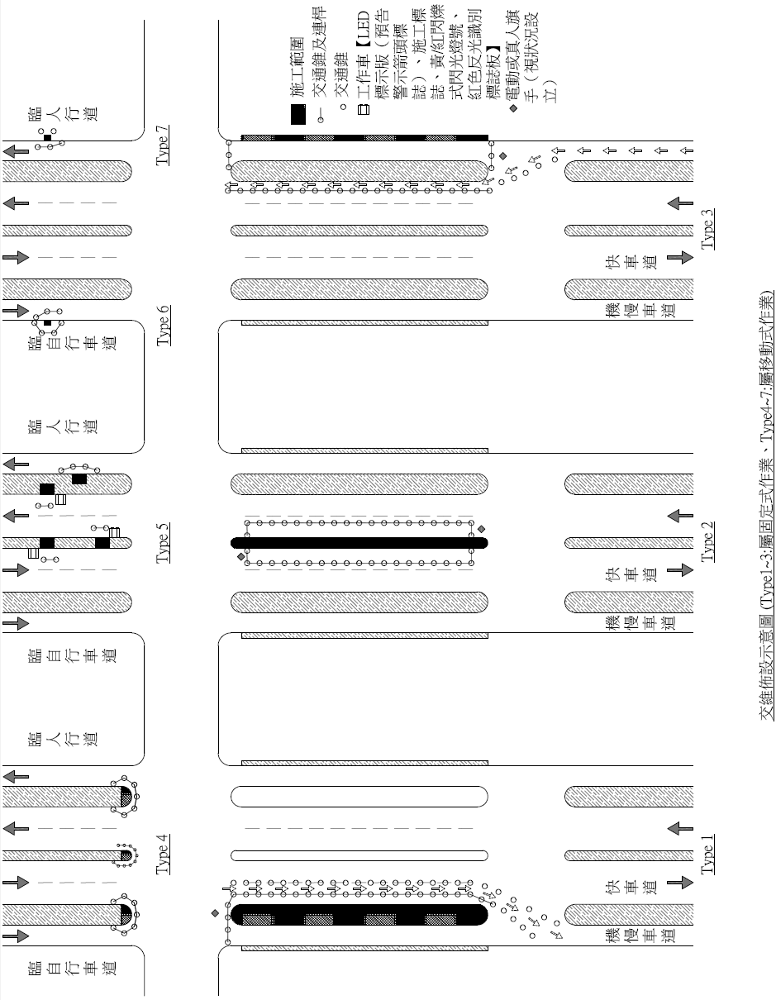 施工範圍
交通錐及連桿
交通錐
工作車【LED
標示版（預告
警示箭頭標
誌）、施工標
誌、黃/紅閃爍
式閃光燈號、
紅色反光識別
標誌板】
電動或真人旗
手（視狀況設
立）
臨人行道
Type 7
Type 3
快車道
機慢車道
Type 6
臨自行車道
臨人行道
Type 5
Type 2
快車道
機慢車道
臨自行車道
臨人行道
Type 4
Type 1
快車道
機慢車道
臨自行車道
交維佈設示意圖 (Type1~3:屬固定式作業、Type4~7:屬移動式作業)